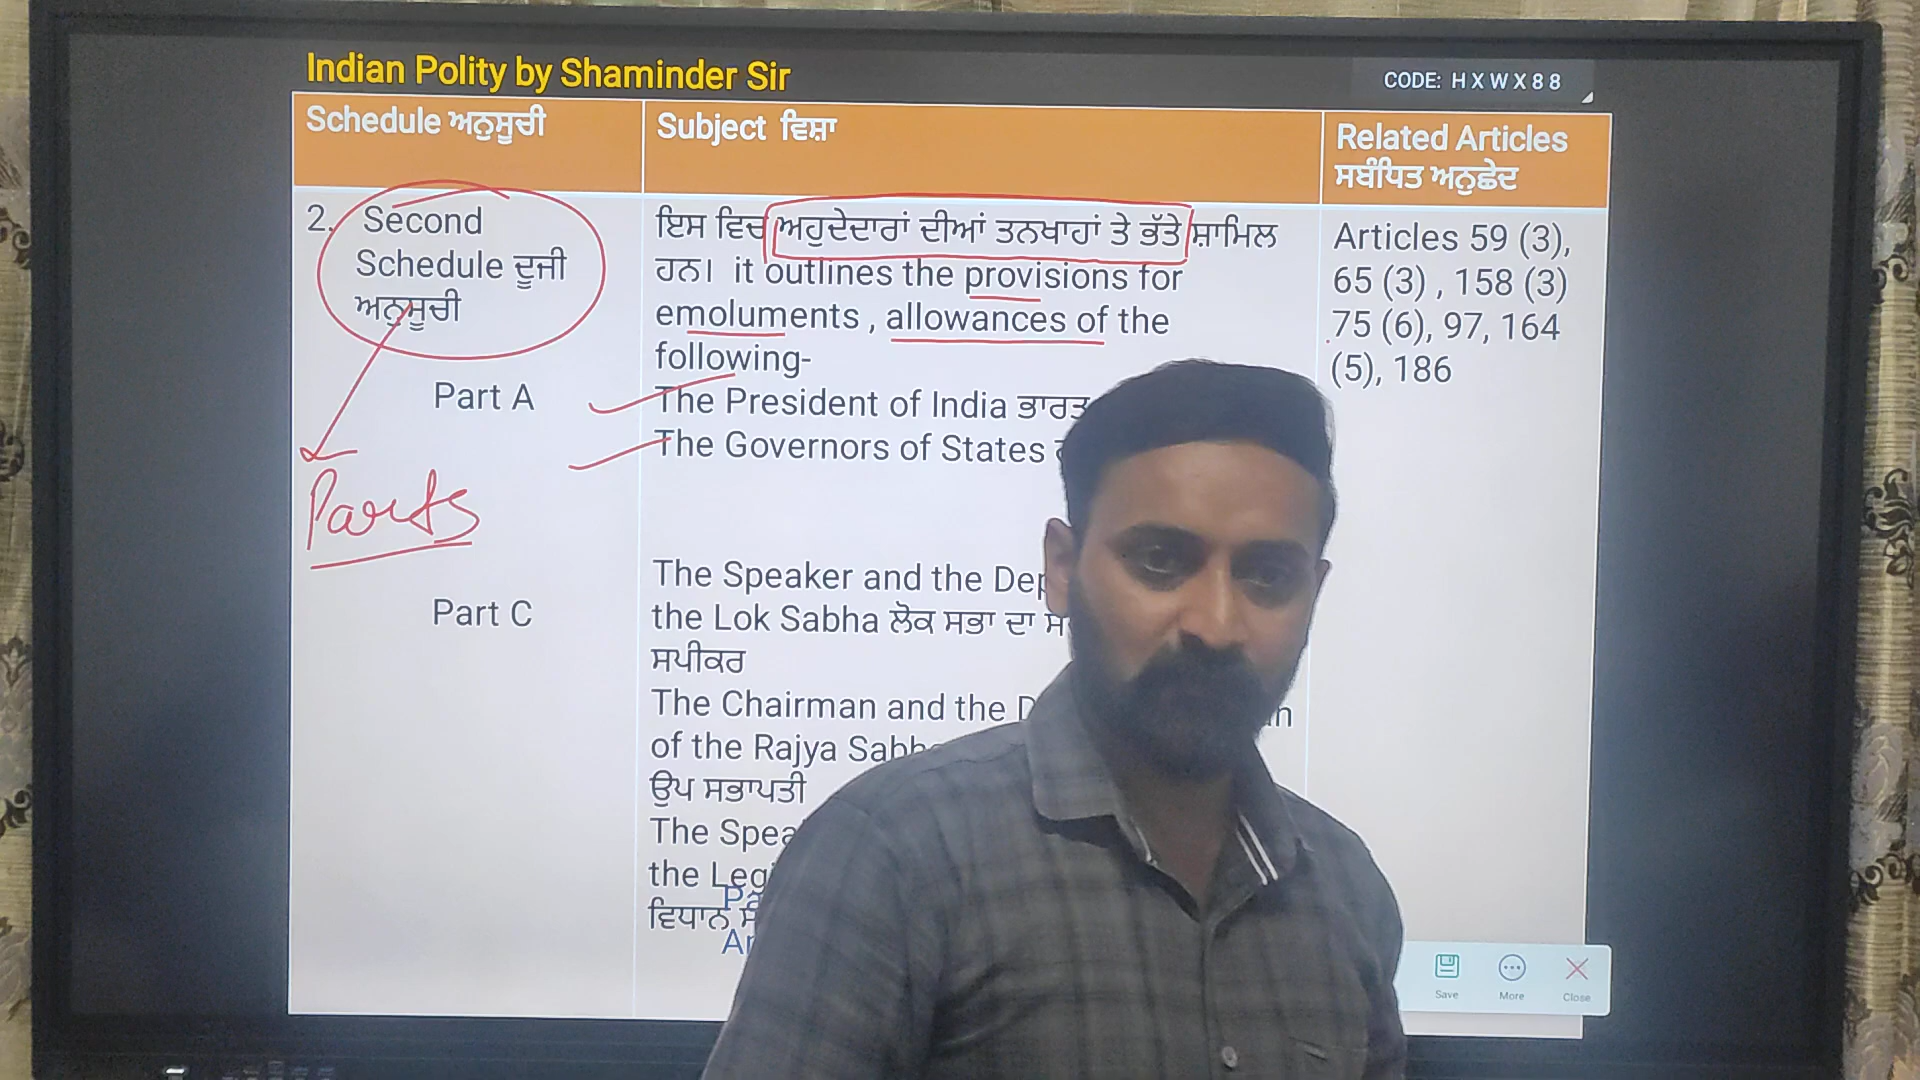 Indian Polity by Shaminder Sir
CODE: HXWX88
Schedule ਅਨੁਸੂਚੀ
Subject ਵਿਸ਼ਾ
Related Articles
ਸਬੰਧਿਤ ਅਨੁਛੇਦ
2. Second
Schedule ਦੂਜੀ
ਅਨੁਸੂਚੀ
Part A
Parts
Part C
ਇਸ ਵਿਚ ਅਹੁਦੇਦਾਰਾਂ ਦੀਆਂ ਤਨਖਾਹਾਂ ਤੇ ਭੱਤੇ ਸ਼ਾਮਿਲ
ਹਨ। it outlines the provisions for
emoluments , allowances of the
following-
The President of India ਭਾਰਤ
The Governors of States
The Speaker and the
the Lok Sabha ਲੋਕ ਸਭਾ ਦਾ
ਸਪੀਕਰ
The Chairman and the
of the Rajya
ਉਪ ਸਭਾਪਤੀ
The
the
ਵਿਧਾਨ
Articles 59 (3),
65 (3) , 158 (3)
75 (6), 97, 164
(5), 186
Save
More
Close